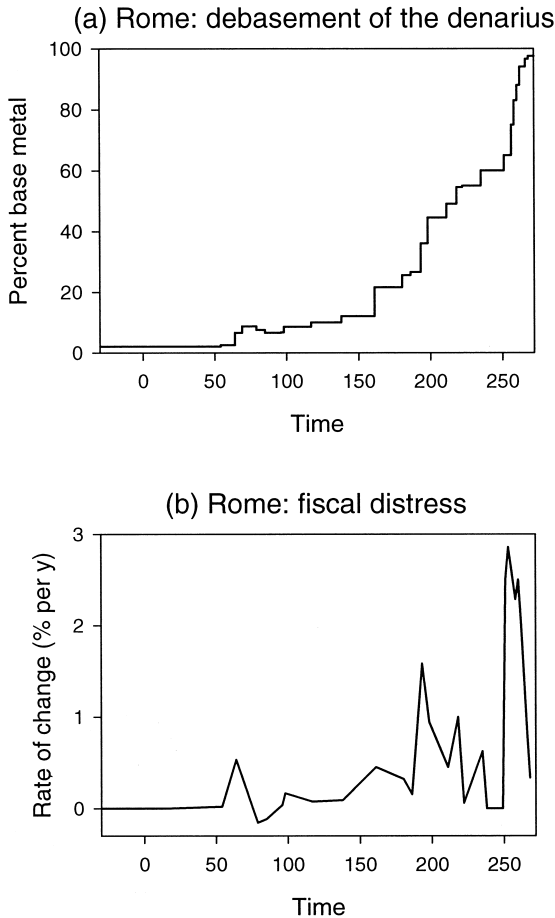 (a) Rome: debasement of the denarius
100
80
60
40
20
0
Percent base metal
0 50 100 150 200 250
Time
(b) Rome: fiscal distress
3
2
1
0
Rate of change (% per y)
0 50 100 150 200 250
Time